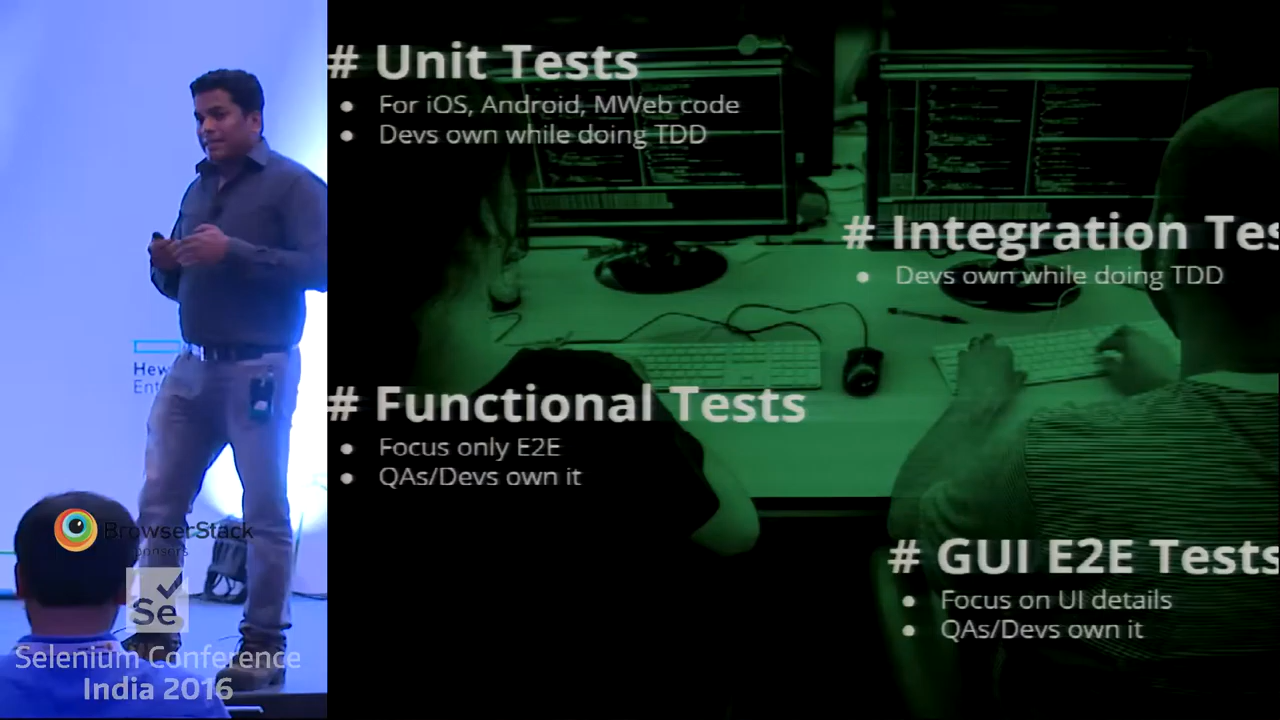 # Unit Tests
● For iOS, Android, MWeb code
● Devs own while doing TDD
# Integration Tes
● Devs own while doing TDD
# Functional Tests
● Focus only E2E
● QAs/Devs own it
# GUI E2E Tests
● Focus on UI details
● QAs/Devs own it
Hew
Ent
BrowserStack
Se
Selenium Conference
India 2016